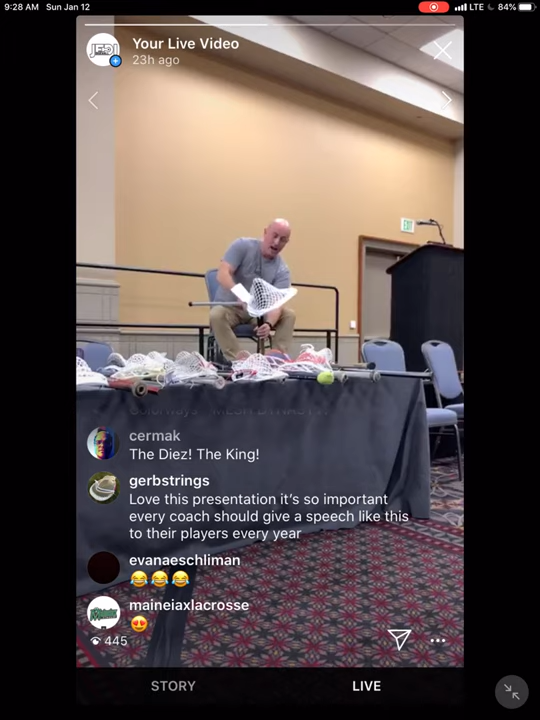 9:28 AM Sun Jan 12
LTE 84%
JEDI
Your Live Video
23h ago
EXIT
cermak
The Diez! The King!
gerbstrings
Love this presentation it's so important
every coach should give a speech like this
to their players every year
evanaeschliman
😂😂😂
maineiaxlacrosse
😍
445
STORY
LIVE